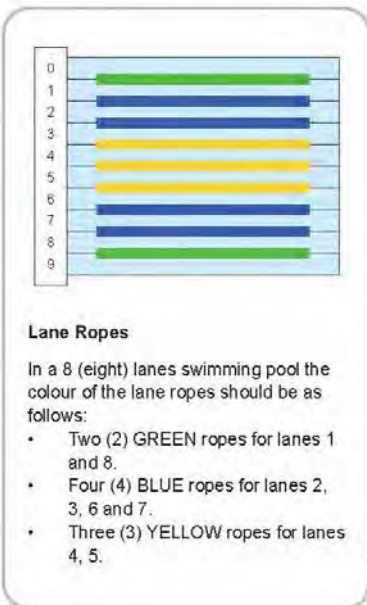 0
1
2
3
4
5
6
7
8
9
Lane Ropes
In a 8 (eight) lanes swimming pool the
colour of the lane ropes should be as
follows:
• Two (2) GREEN ropes for lanes 1
and 8.
• Four (4) BLUE ropes for lanes 2,
3, 6 and 7.
• Three (3) YELLOW ropes for lanes
4, 5.